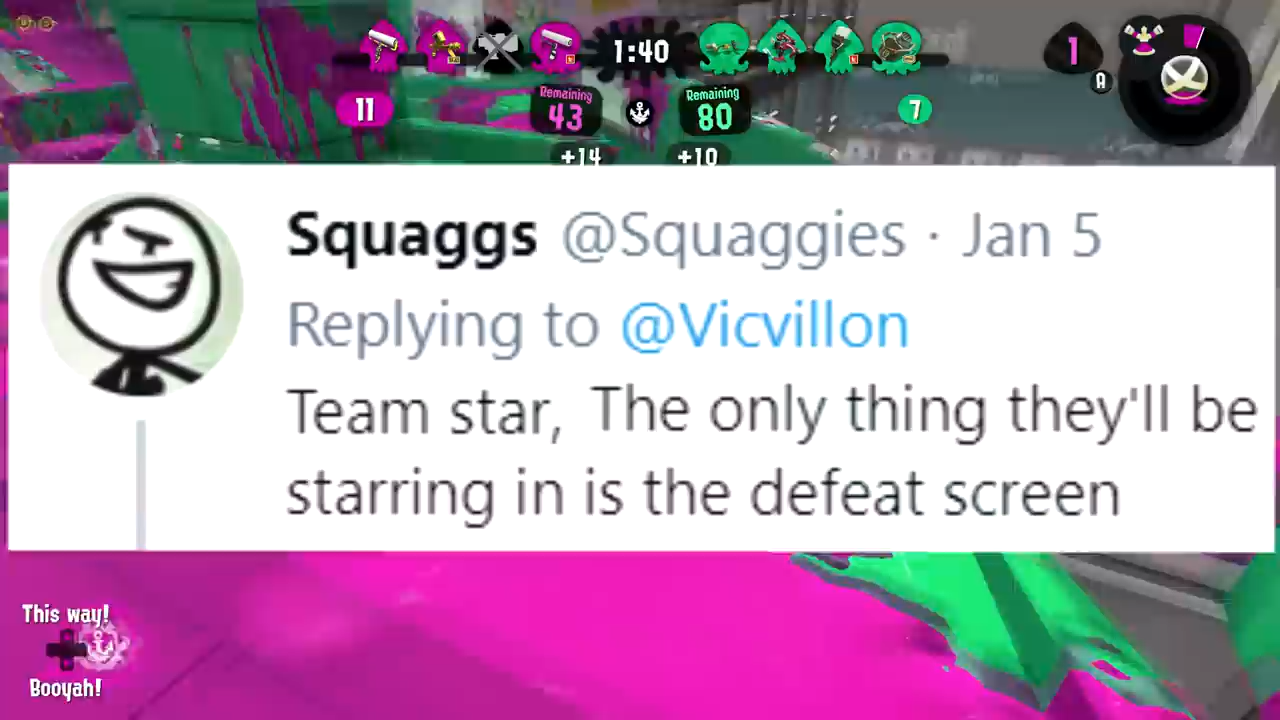 1:40
1
A
Remaining
43
Remaining
80
11
7
+14
+10
Squaggs @Squaggies · Jan 5
Replying to @Vicvillon
Team star, The only thing they'll be
starring in is the defeat screen
This way!
Booyah!